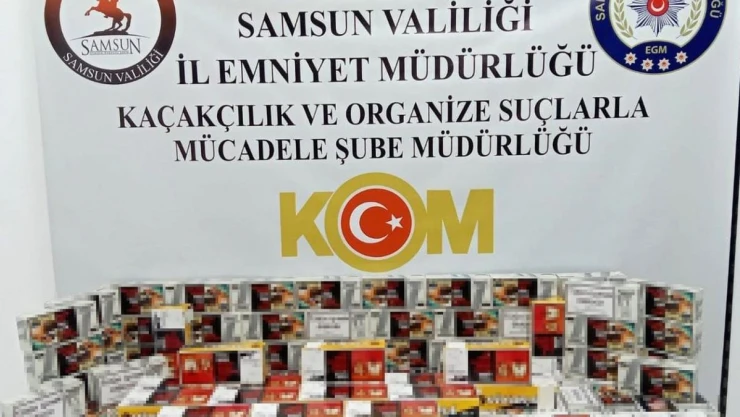 SAMSUN
SAMSUN VALİLİĞİ
SAMSUN VALİLİĞİ
İL EMNİYET MÜDÜRLÜĞÜ
KAÇAKÇILIK VE ORGANİZE SUÇLARLA
MÜCADELE ŞUBE MÜDÜRLÜĞÜ
KOM
EGM